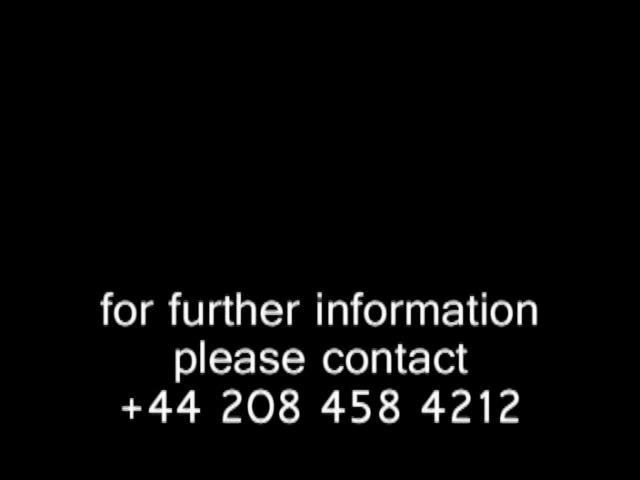 for further information
please contact
+44 208 458 4212